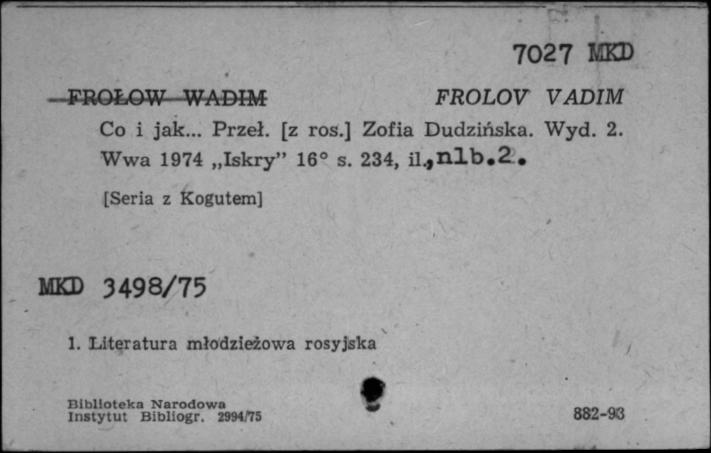 7027 MKD
FROŁOW WADIM FROLOV VADIM
Co i jak... Przeł. [z ros.] Zofia Dudzińska. Wyd. 2.
Wwa 1974 „Iskry” 16° s. 234, il., nlb.2.
[Seria z Kogutem]
MKD 3498/75
1. Literatura młodzieżowa rosyjska
Biblioteka Narodowa
Instytut Bibliogr. 2994/75 882-93